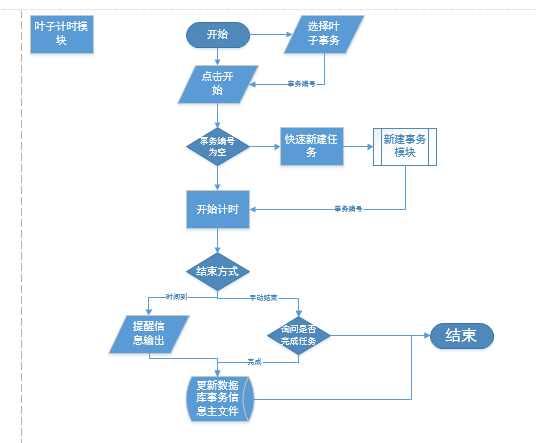 叶子计时模
块
开始
选择叶
子事务
点击开
始
事务编号
事务编号
为空
快速新建任
务
新建事务
模块
开始计时
事务编号
结束方式
时间到
手动结束
提醒信
息输出
询问是否
完成任务
结束
完成
更新数据
库事务信
息主文件